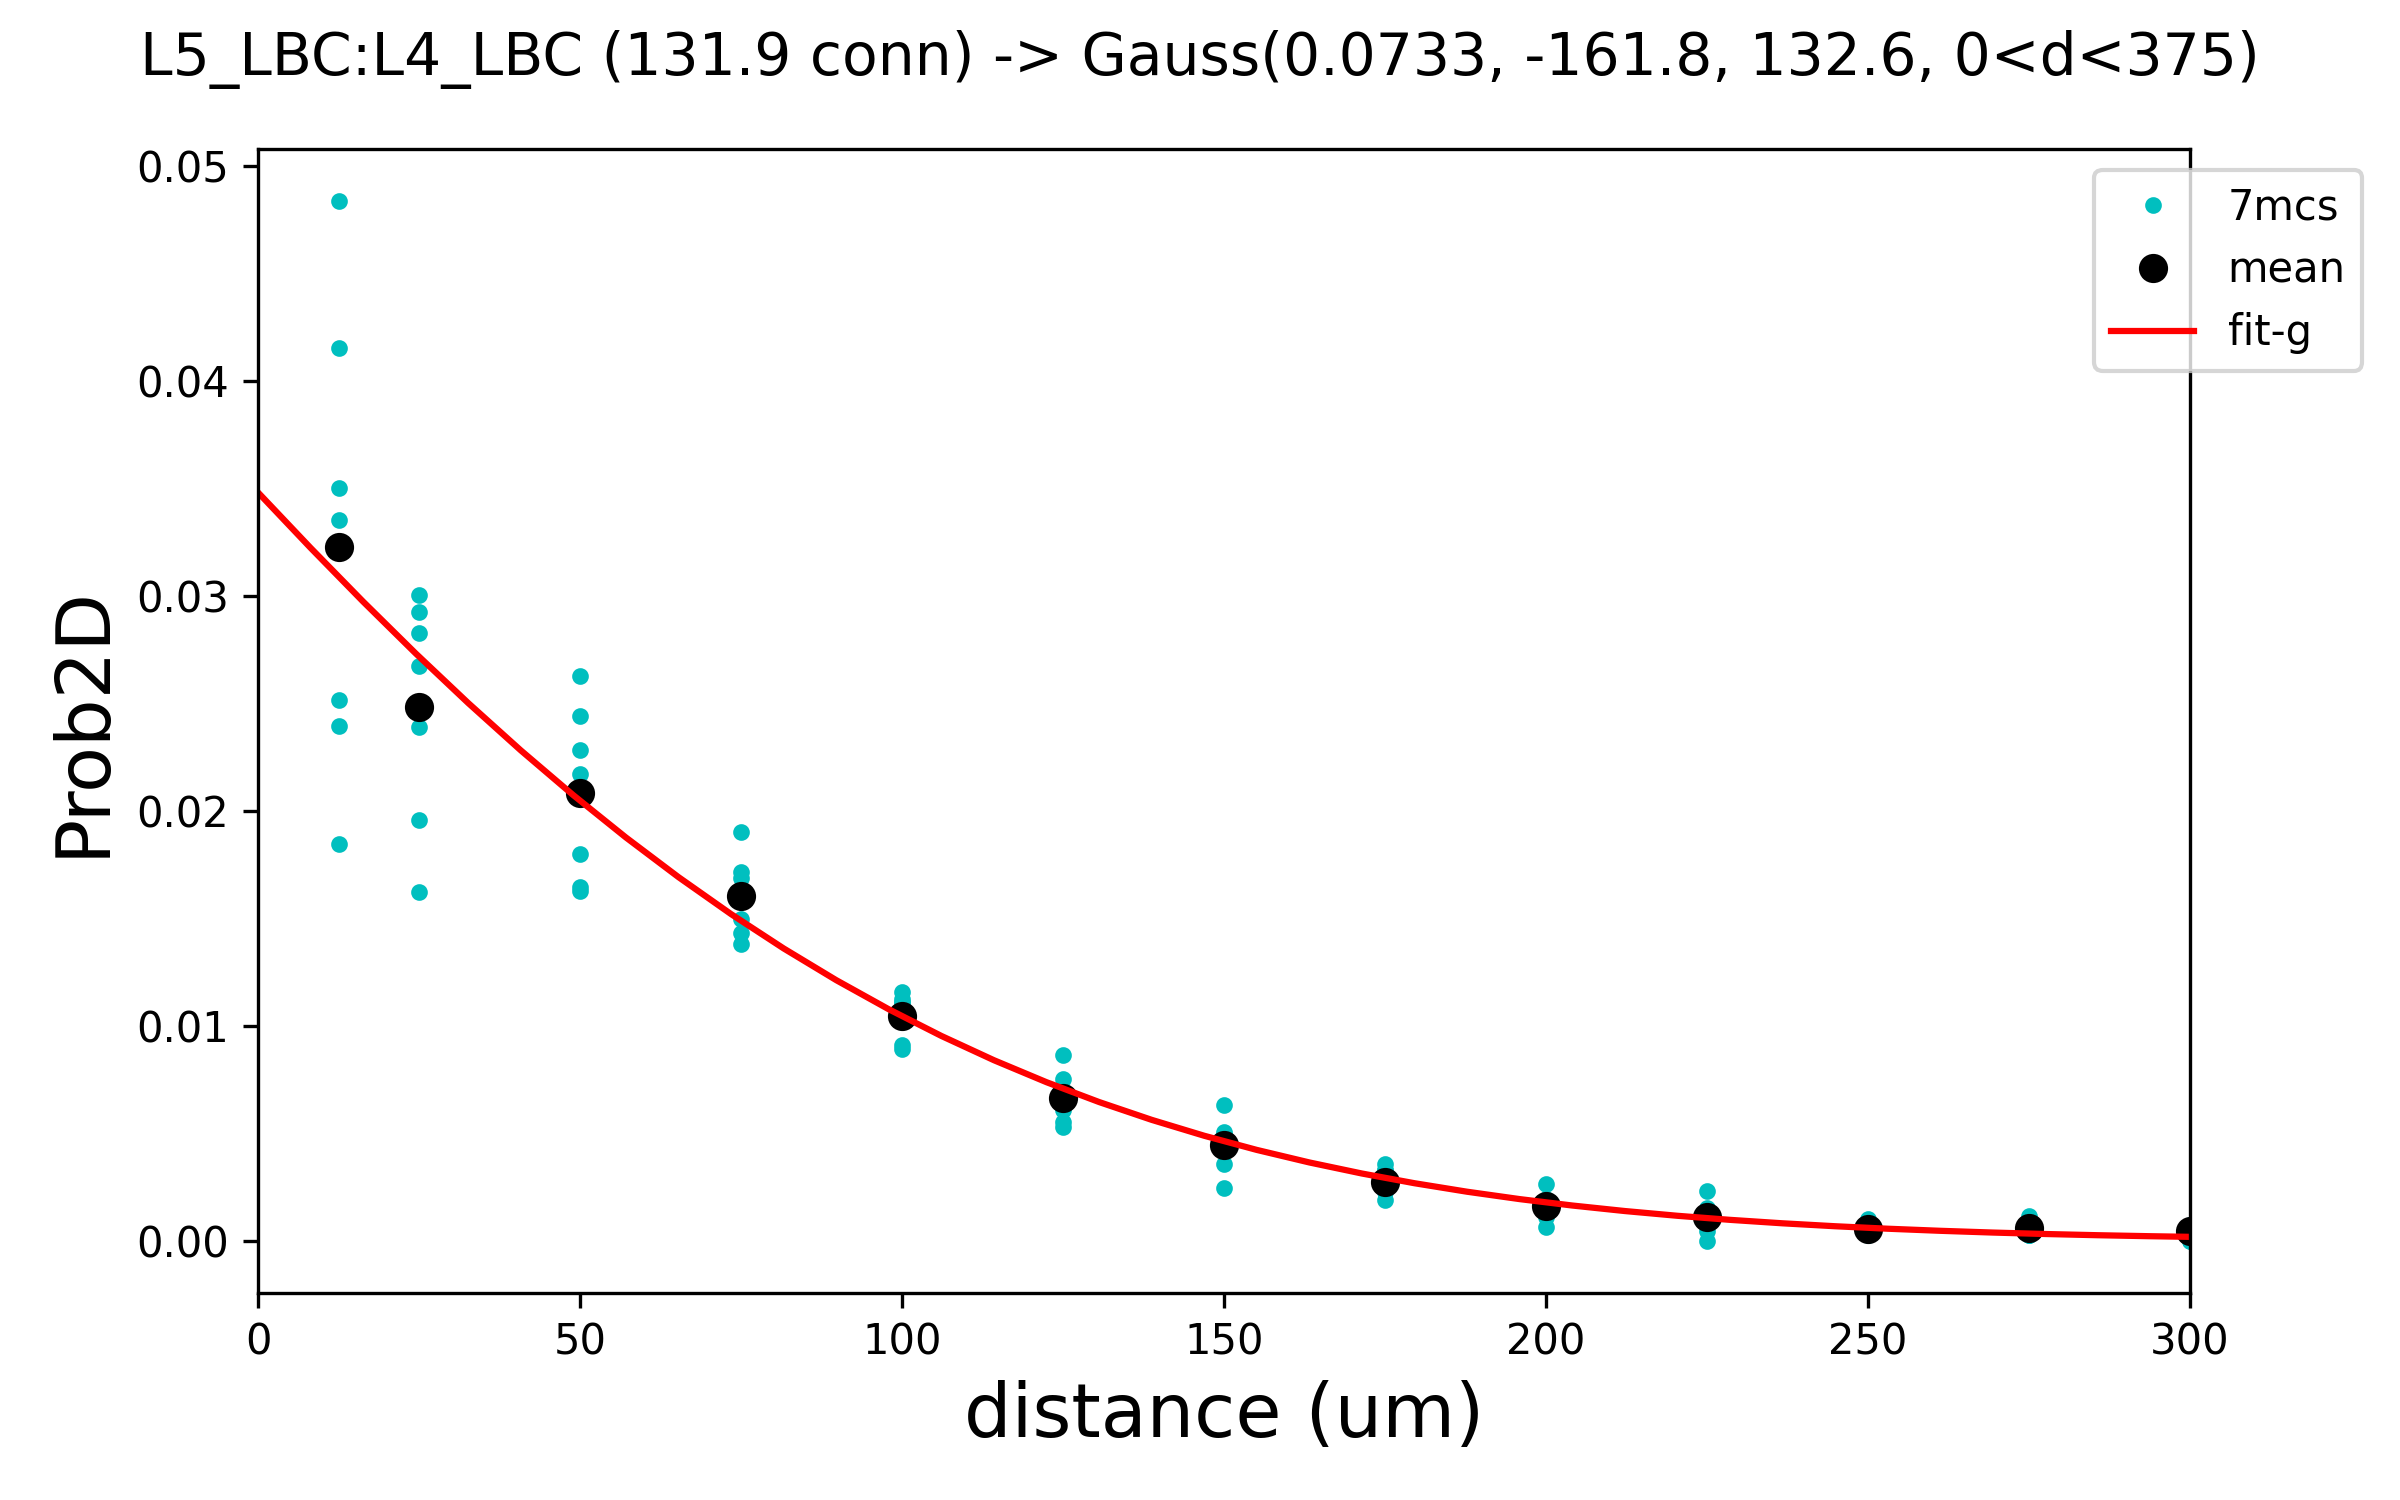 L5_LBC:L4_LBC (131.9 conn) -> Gauss(0.0733, -161.8, 132.6, 0<d<375)
7mcs
mean
fit-g
Prob2D
0.05
0.04
0.03
0.02
0.01
0.00
0 50 100 150 200 250 300
distance (um)